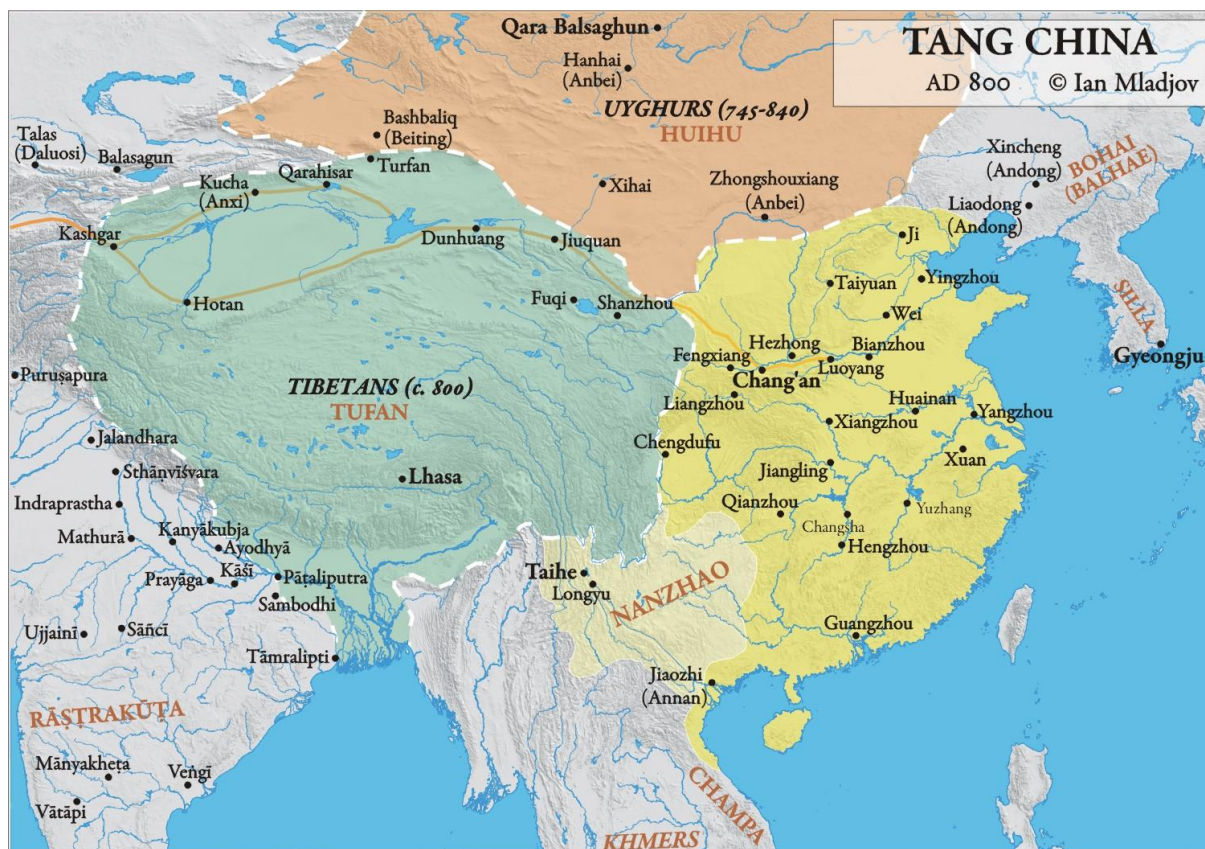 TANG CHINA
AD 800 © Ian Mladjov
Qara Balsaghun
Hanhai
(Anbei)
UYGHURS (745-840)
HUIHU
Bashbaliq
(Beiting)
Talas
(Daluosi)
Balasagun
Turfan
Qarahisar
Kucha
(Anxi)
Xihai
Zhongshouxiang
(Anbei)
Xincheng
(Andong)
BOHAI
(BALHAE)
Liaodong
(Andong)
Kashgar
Dunhuang
Jiuquan
Ji
Hotan
Fuqi
Shanzhou
Taiyuan
Yingzhou
Wei
SILLA
Gyeongju
Hezhong
Bianzhou
Fengxiang
Luoyang
Chang'an
Liangzhou
Puruṣapura
TIBETANS (c. 800)
TUFAN
Huainan
Yangzhou
Xiangzhou
Jalandhara
Chengdufu
Xuan
Sthāṇvīśvara
Lhasa
Jiangling
Indraprastha
Qianzhou
Yuzhang
Changsha
Mathurā
Kanyākubja
Ayodhyā
Hengzhou
Prayāga
Kāśī
Pāṭaliputra
Taihe
Longyu
NANZHAO
Sambodhi
Ujjainī
Sāñcī
Guangzhou
Tāmralipti
Jiaozhi
(Annan)
RĀṢṬRAKŪṬA
Mānyakheṭa
Veṅgī
Vātāpi
CHAMPA
KHMERS